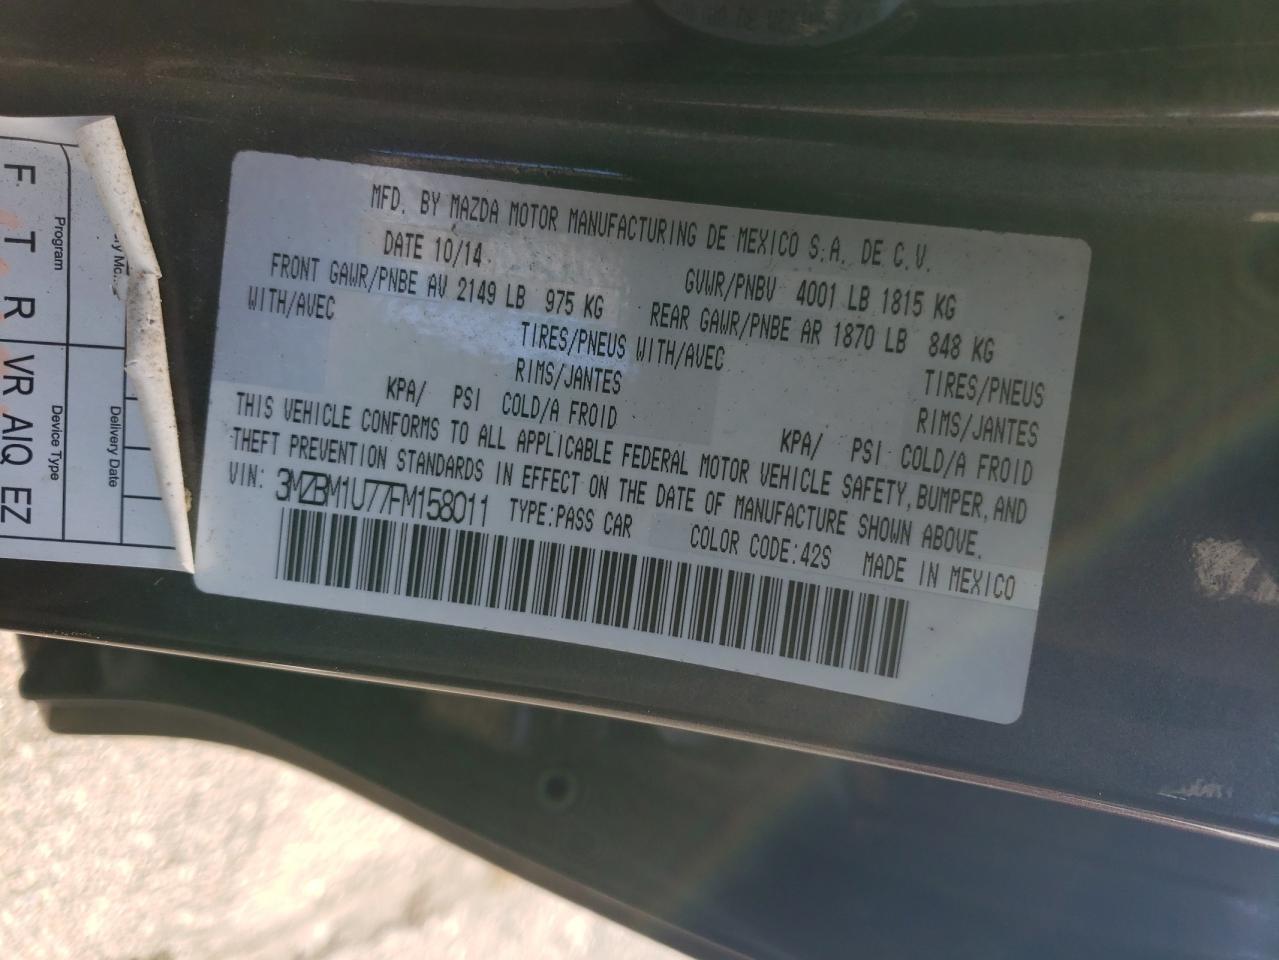 MFD. BY MAZDA MOTOR MANUFACTURING DE MEXICO S.A. DE C.V.
DATE 10/14 GVWR/PNBV 4001 LB 1815 KG
FRONT GAWR/PNBE AV 2149 LB 975 KG REAR GAWR/PNBE AR 1870 LB 848 KG
WITH/AVEC TIRES/PNEUS WITH/AVEC TIRES/PNEUS
RIMS/JANTES RIMS/JANTES
KPA/ PSI COLD/A FROID KPA/ PSI COLD/A FROID
THIS VEHICLE CONFORMS TO ALL APPLICABLE FEDERAL MOTOR VEHICLE SAFETY, BUMPER, AND
THEFT PREVENTION STANDARDS IN EFFECT ON THE DATE OF MANUFACTURE SHOWN ABOVE.
VIN: 3MZBM1U77FM158011 TYPE:PASS CAR COLOR CODE:42S MADE IN MEXICO
Program
F T R
Device Type
VR AIQ EZ
Delivery Date